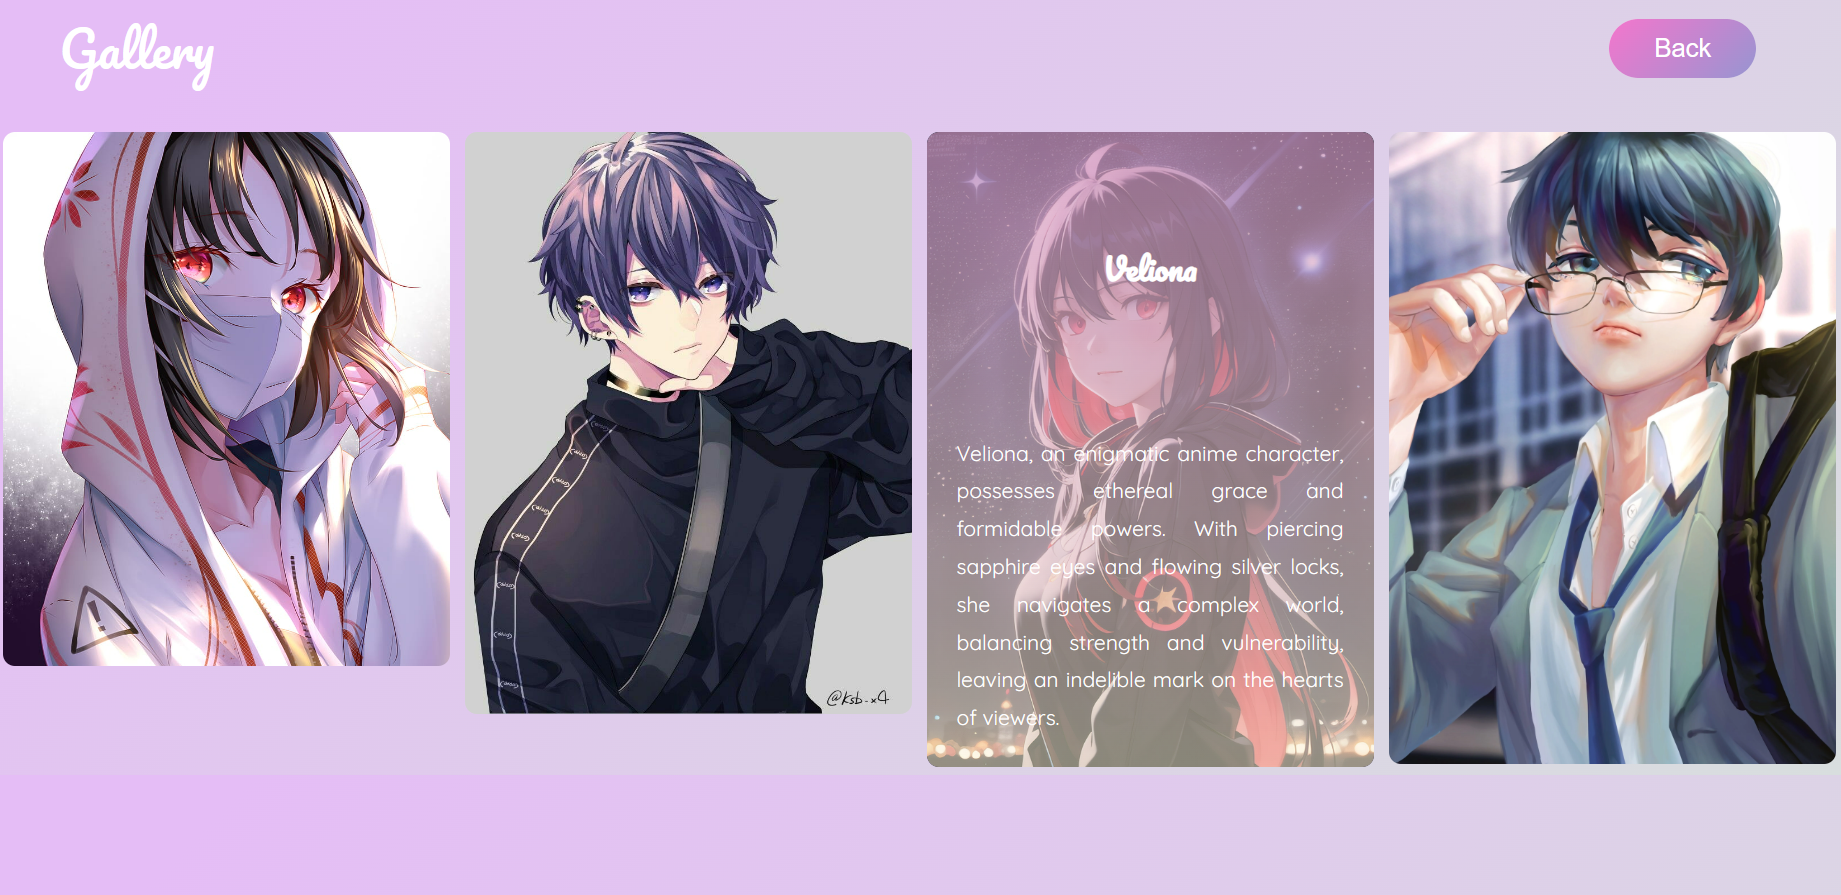 Gallery
Back
Veliona
Veliona, an enigmatic anime character,
possesses ethereal grace and
formidable powers. With piercing
sapphire eyes and flowing silver locks,
she navigates a complex world,
balancing strength and vulnerability,
leaving an indelible mark on the hearts
of viewers.
@ksb_x4